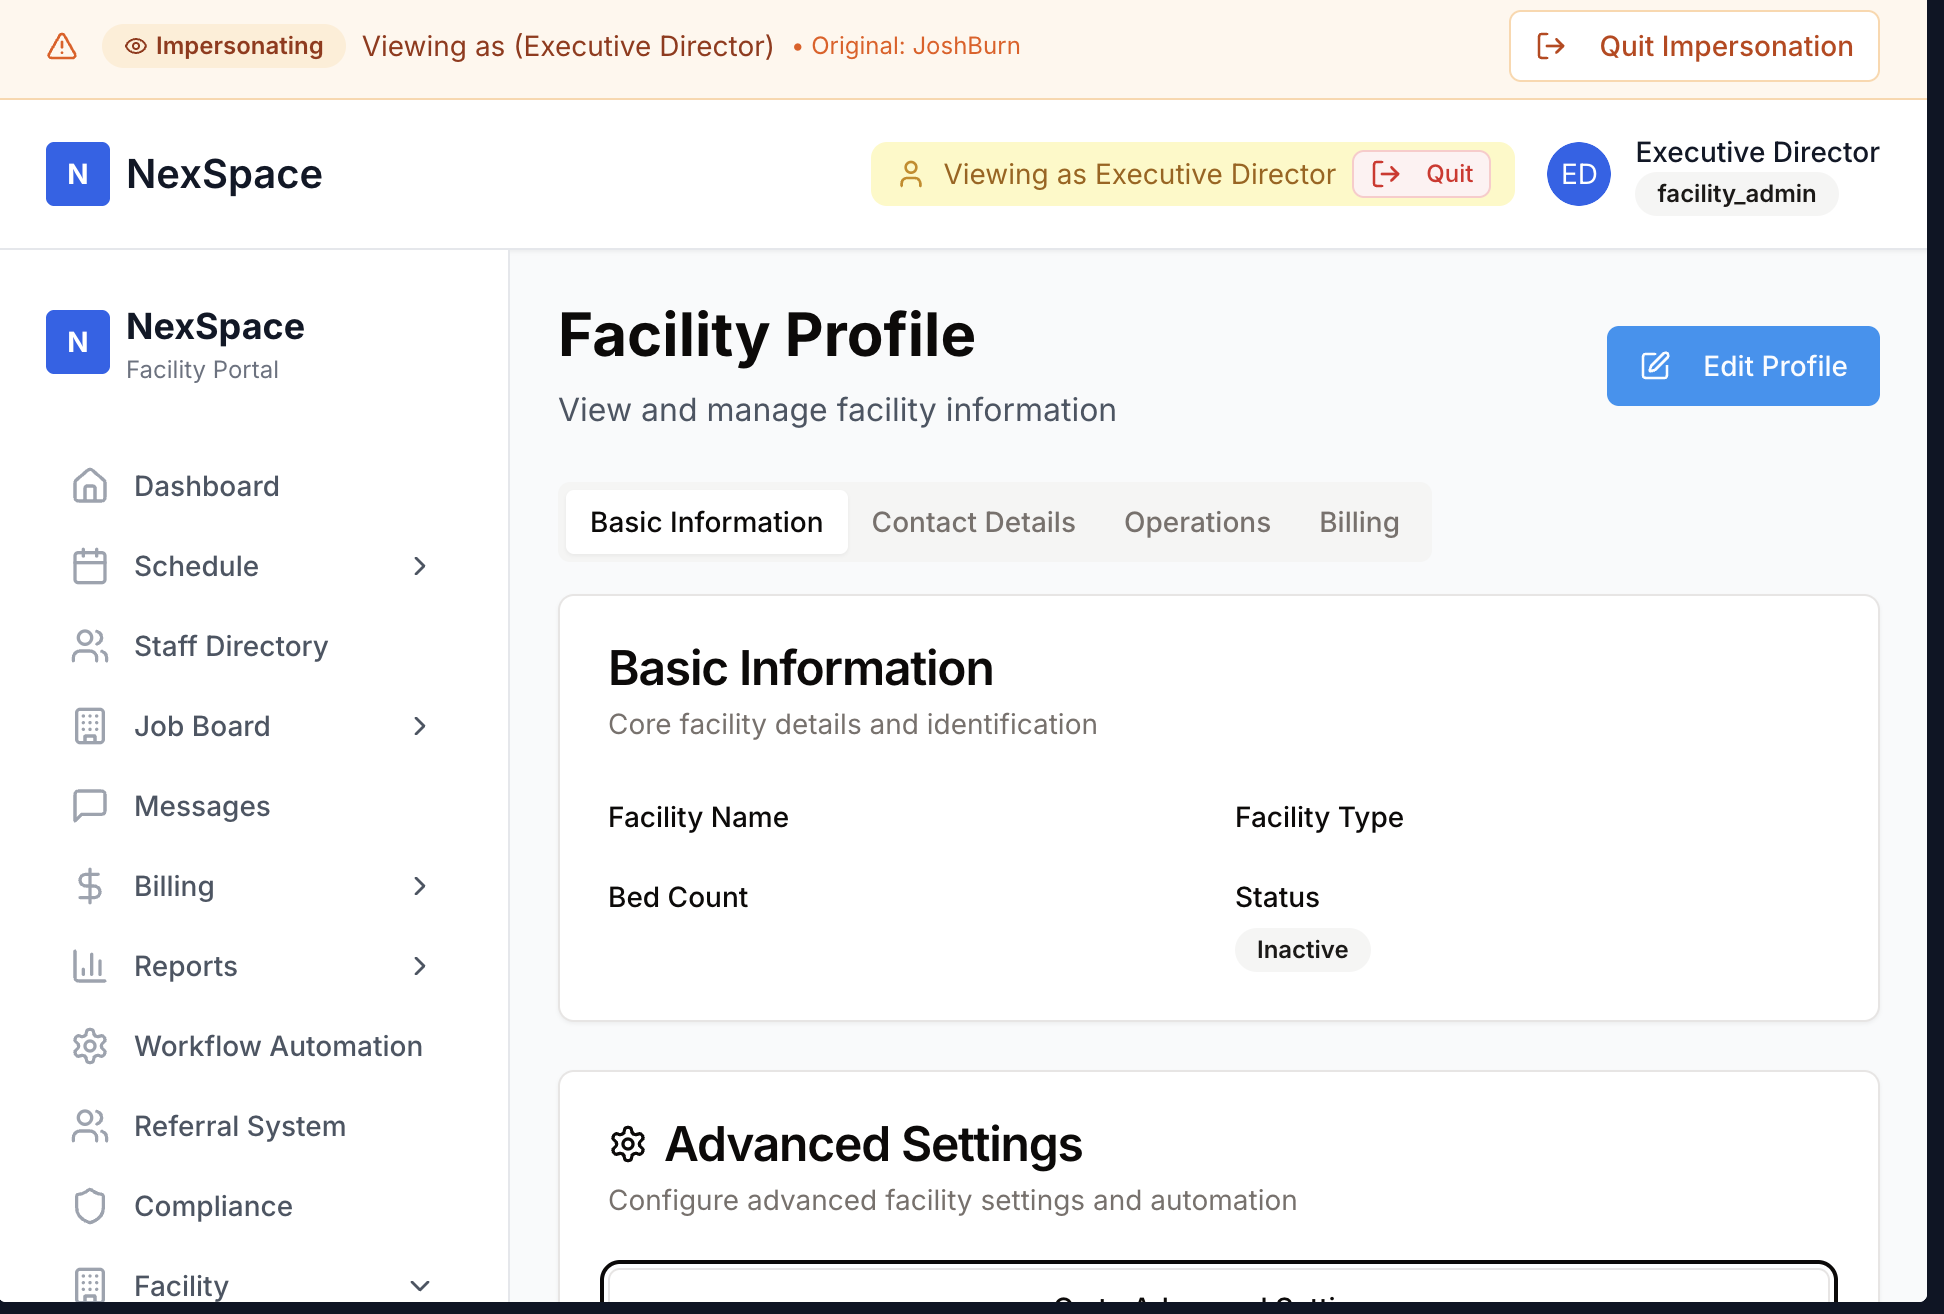 Impersonating Viewing as (Executive Director) • Original: JoshBurn Quit Impersonation
N NexSpace
Viewing as Executive Director Quit
ED Executive Director
facility_admin
N NexSpace
Facility Portal
Dashboard
Schedule
Staff Directory
Job Board
Messages
Billing
Reports
Workflow Automation
Referral System
Compliance
Facility
Facility Profile
View and manage facility information
Edit Profile
Basic Information Contact Details Operations Billing
Basic Information
Core facility details and identification
Facility Name
Facility Type
Bed Count
Status
Inactive
Advanced Settings
Configure advanced facility settings and automation